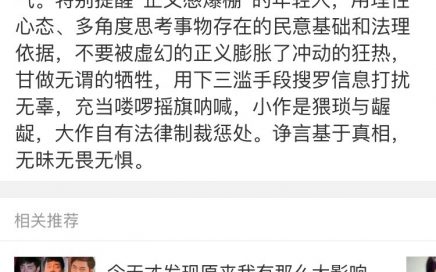 气。特别提醒“正义感爆棚”的年轻人，用理性
心态、多角度思考事物存在的民意基础和法理
依据，不要被虚幻的正义膨胀了冲动的狂热，
甘做无谓的牺牲，用下三滥手段搜罗信息打扰
无辜，充当喽啰摇旗呐喊，小作是猥琐与龌
龊，大作自有法律制裁惩处。诤言基于真相，
无昧无畏无惧。
相关推荐
今天才发现原来我有那么大影响